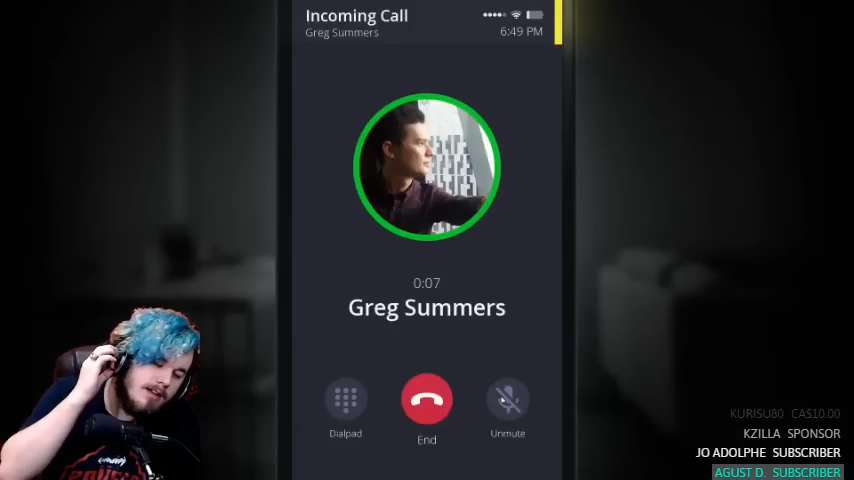 Incoming Call
Greg Summers
6:49 PM
0:07
Greg Summers
Dialpad
End
Unmute
KURISU80 CA$10.00
KZILLA SPONSOR
JO ADOLPHE SUBSCRIBER
AGUST D. SUBSCRIBER